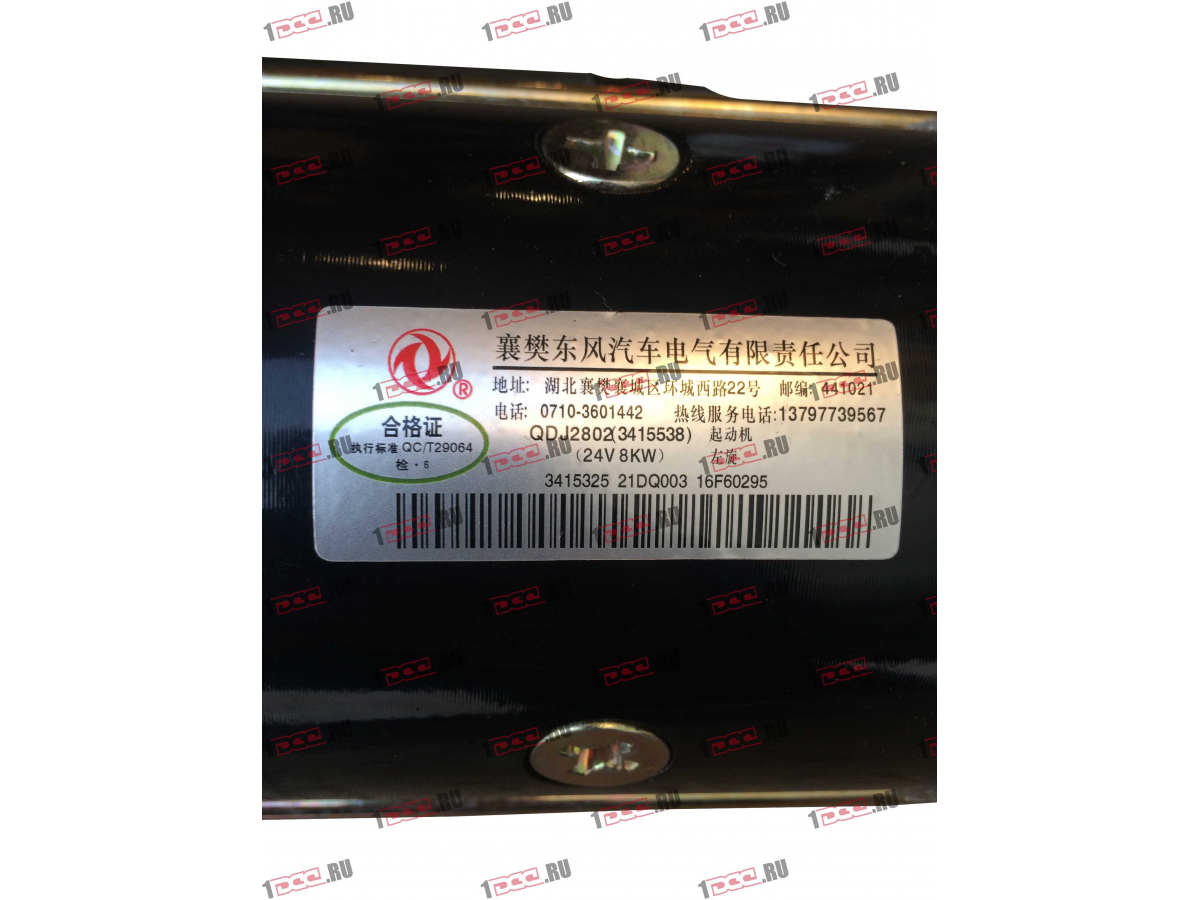 襄樊东风汽车电气有限责任公司
地址: 湖北襄樊襄城区环城西路22号 邮编: 441021
电话: 0710-3601442 热线服务电话:13797739567
QDJ2802(3415538) 起动机
(24V 8KW) 左旋
3415325 21DQ003 16F60295
®
合格证
执行标准 QC/T29064
检·6
1DCC.RU